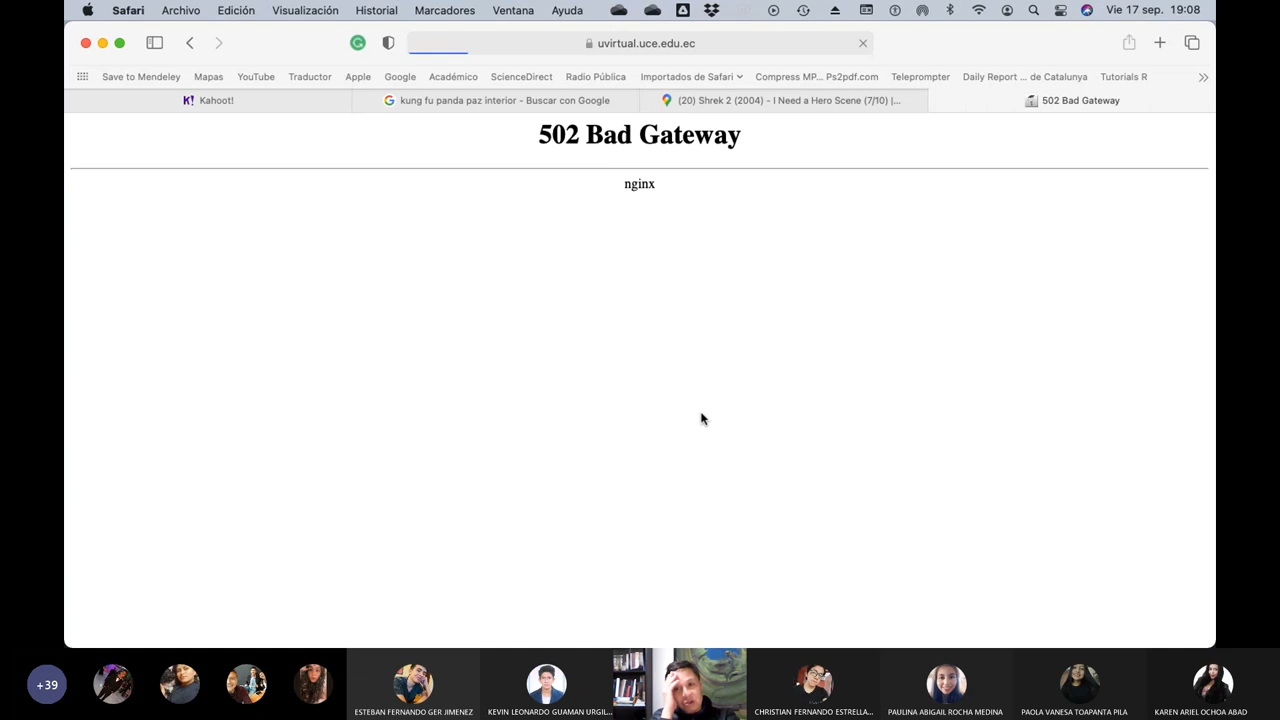 Safari Archivo Edición Visualización Historial Marcadores Ventana Ayuda Vie 17 sep. 19:08
uvirtual.uce.edu.ec
Save to Mendeley Mapas YouTube Traductor Apple Google Académico ScienceDirect Radio Pública Importados de Safari Compress MP... Ps2pdf.com Teleprompter Daily Report ... de Catalunya Tutorials R
K! Kahoot! kung fu panda paz interior - Buscar con Google (20) Shrek 2 (2004) - I Need a Hero Scene (7/10) |... 502 Bad Gateway
502 Bad Gateway
nginx
+39
ESTEBAN FERNANDO GER JIMENEZ KEVIN LEONARDO GUAMAN URGIL... CHRISTIAN FERNANDO ESTRELLA... PAULINA ABIGAIL ROCHA MEDINA PAOLA VANESA TOAPANTA PILA KAREN ARIEL OCHOA ABAD